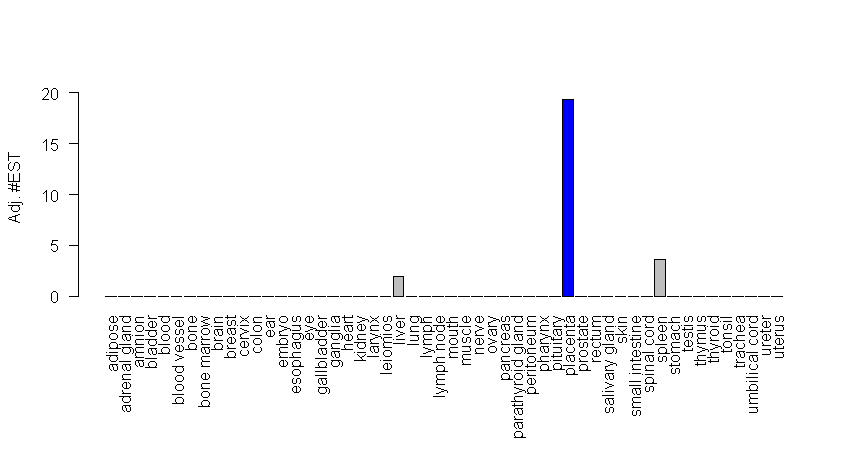 20
15
10
5
0
Adj. #EST
adipose
adrenal gland
amnion
bladder
blood
blood vessel
bone
bone marrow
brain
breast
cervix
colon
ear
embryo
esophagus
eye
gallbladder
ganglia
heart
kidney
larynx
leiomios
liver
lung
lymph
lymph node
mouth
muscle
nerve
ovary
pancreas
parathyroid gland
peritoneum
pharynx
pituitary
placenta
prostate
rectum
salivary gland
skin
small intestine
spinal cord
spleen
stomach
testis
thymus
thyroid
tonsil
trachea
umbilical cord
ureter
uterus